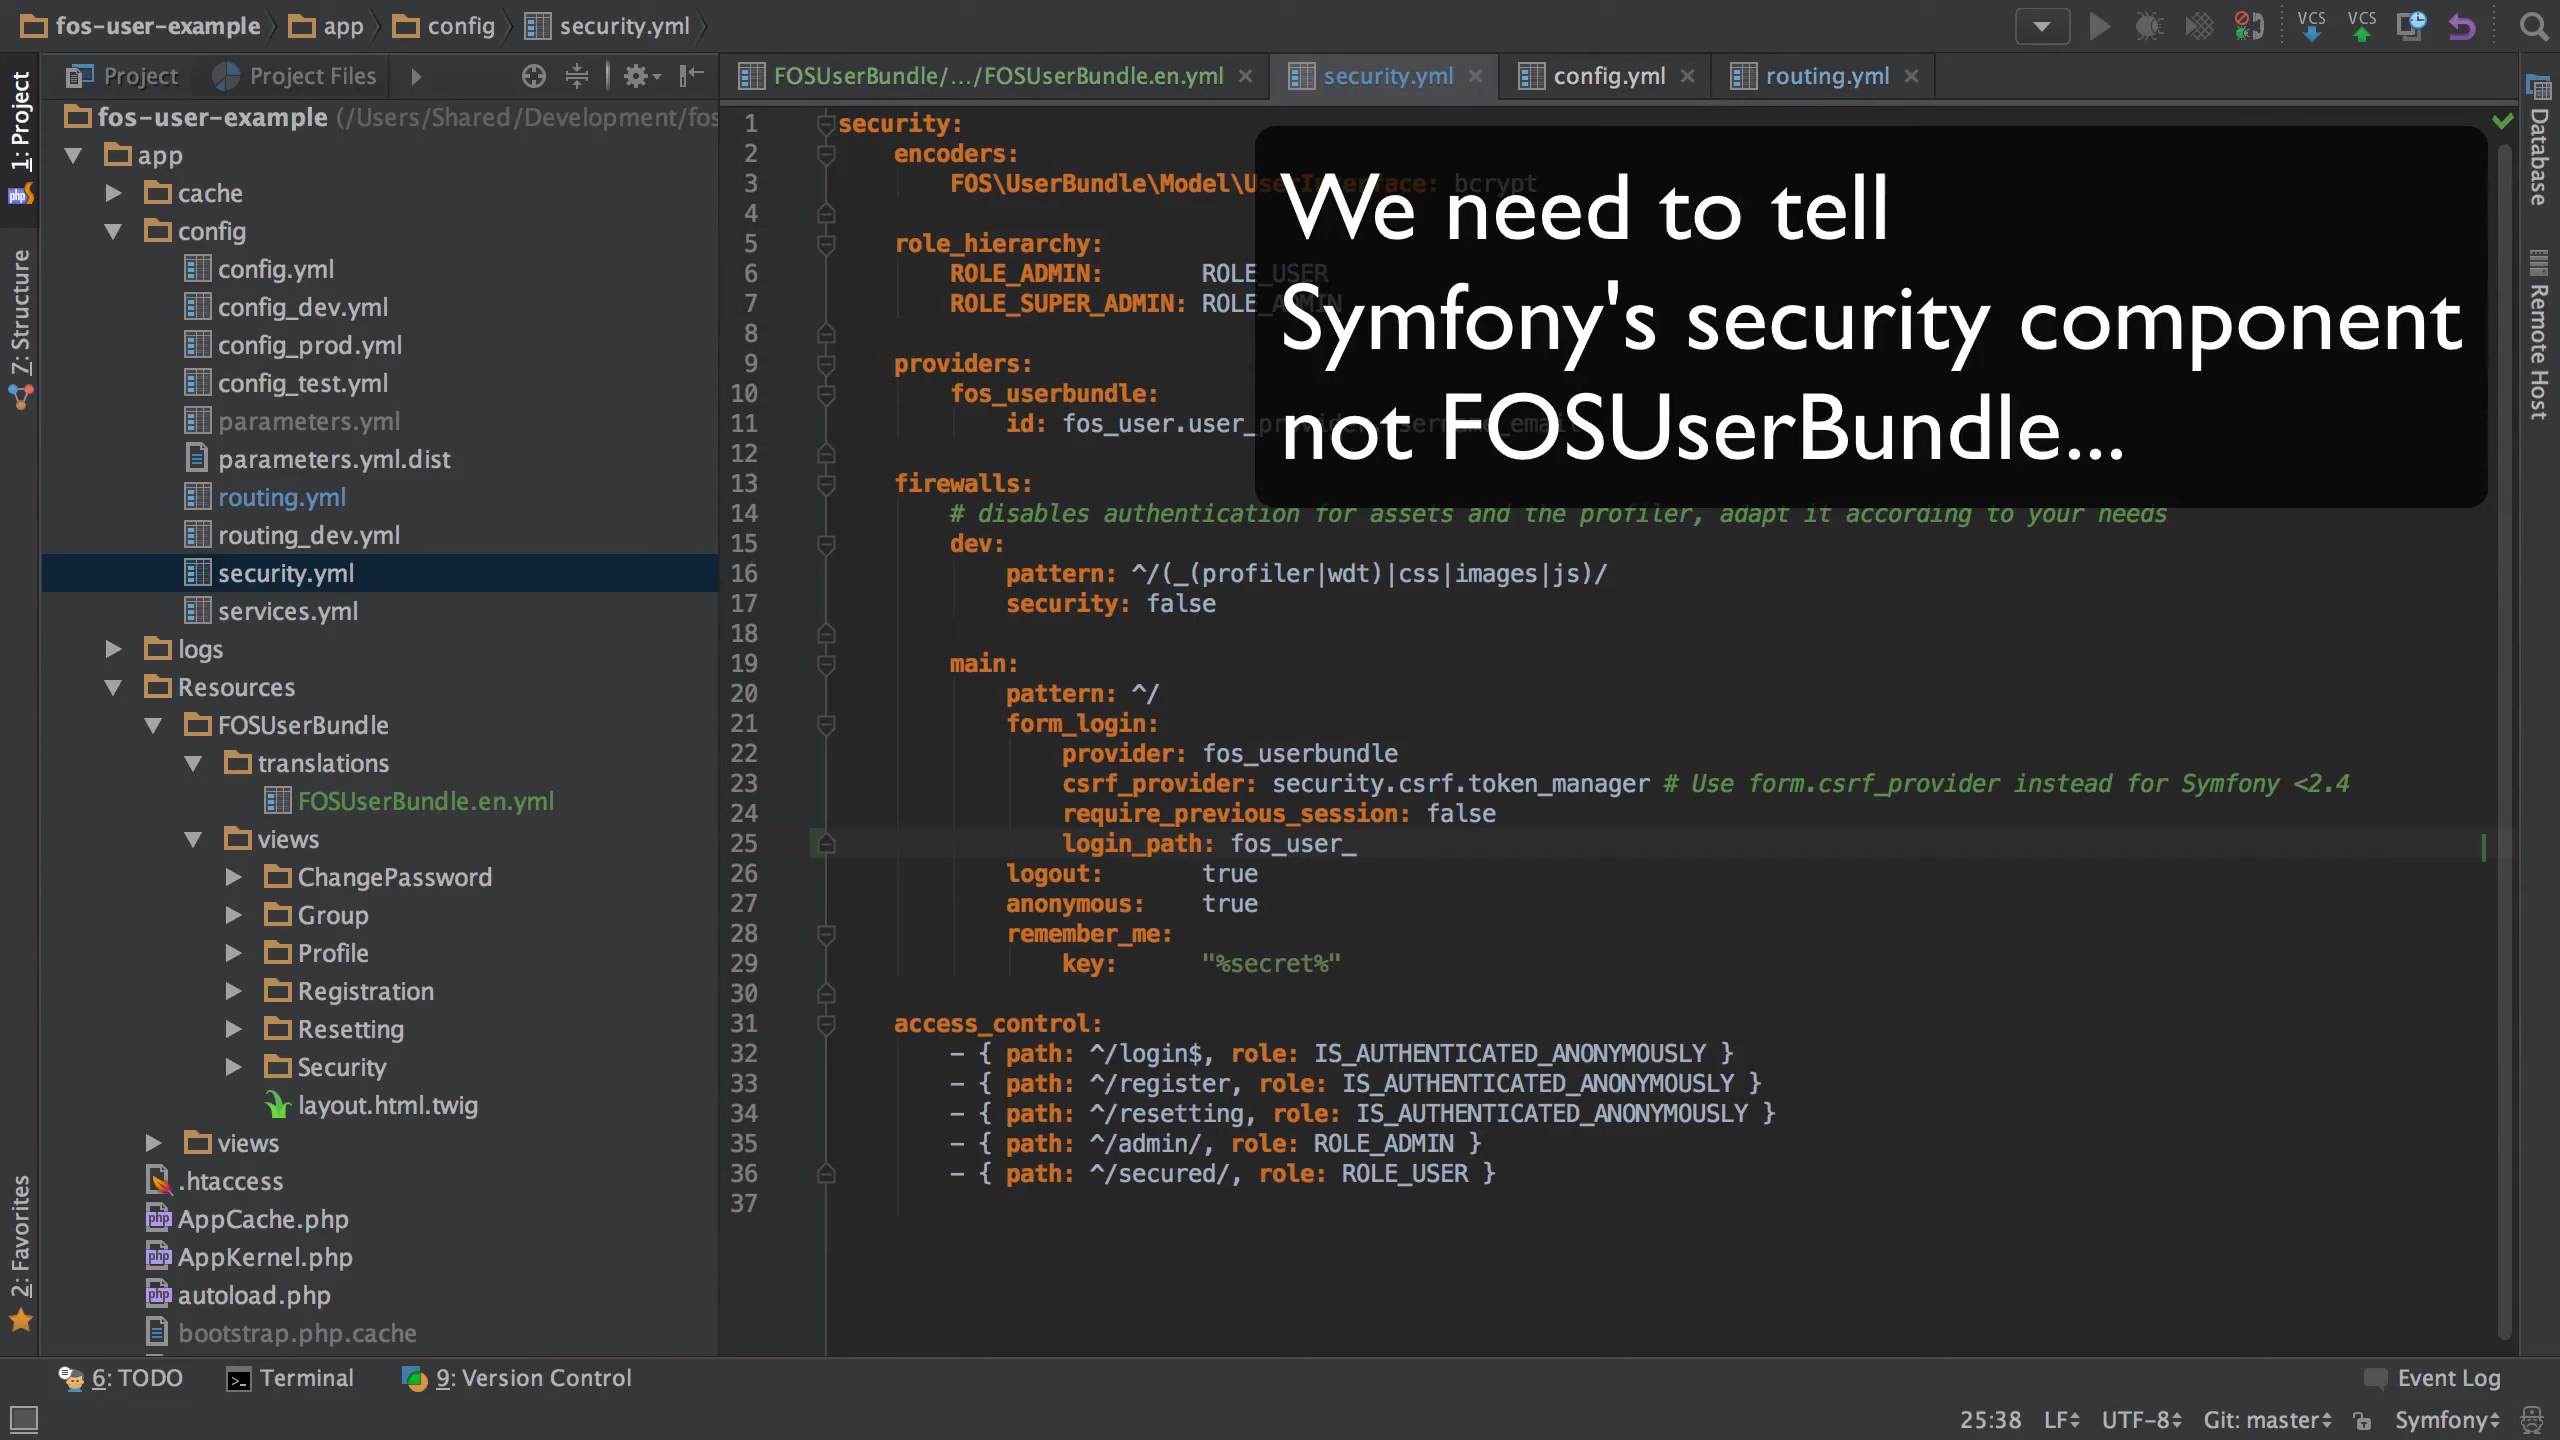 fos-user-example app config security.yml
VCS VCS
Project Project Files
FOSUserBundle/.../FOSUserBundle.en.yml security.yml config.yml routing.yml
1: Project
7: Structure
2: Favorites
fos-user-example (/Users/Shared/Development/fos
app
cache
config
config.yml
config_dev.yml
config_prod.yml
config_test.yml
parameters.yml
parameters.yml.dist
routing.yml
routing_dev.yml
security.yml
services.yml
logs
Resources
FOSUserBundle
translations
FOSUserBundle.en.yml
views
ChangePassword
Group
Profile
Registration
Resetting
Security
layout.html.twig
views
.htaccess
AppCache.php
AppKernel.php
autoload.php
bootstrap.php.cache
1 security:
2 encoders:
3 FOS\UserBundle\Model\UserInterface: bcrypt
4
5 role_hierarchy:
6 ROLE_ADMIN: ROLE_USER
7 ROLE_SUPER_ADMIN: ROLE_ADMIN
8
9 providers:
10 fos_userbundle:
11 id: fos_user.user_provider.username_email
12
13 firewalls:
14 # disables authentication for assets and the profiler, adapt it according to your needs
15 dev:
16 pattern: ^/(_(profiler|wdt)|css|images|js)/
17 security: false
18
19 main:
20 pattern: ^/
21 form_login:
22 provider: fos_userbundle
23 csrf_provider: security.csrf.token_manager # Use form.csrf_provider instead for Symfony <2.4
24 require_previous_session: false
25 login_path: fos_user_
26 logout: true
27 anonymous: true
28 remember_me:
29 key: "%secret%"
30
31 access_control:
32 - { path: ^/login$, role: IS_AUTHENTICATED_ANONYMOUSLY }
33 - { path: ^/register, role: IS_AUTHENTICATED_ANONYMOUSLY }
34 - { path: ^/resetting, role: IS_AUTHENTICATED_ANONYMOUSLY }
35 - { path: ^/admin/, role: ROLE_ADMIN }
36 - { path: ^/secured/, role: ROLE_USER }
37
We need to tell
Symfony's security component
not FOSUserBundle...
Database
Remote Host
6: TODO Terminal 9: Version Control Event Log
25:38 LF UTF-8 Git: master Symfony